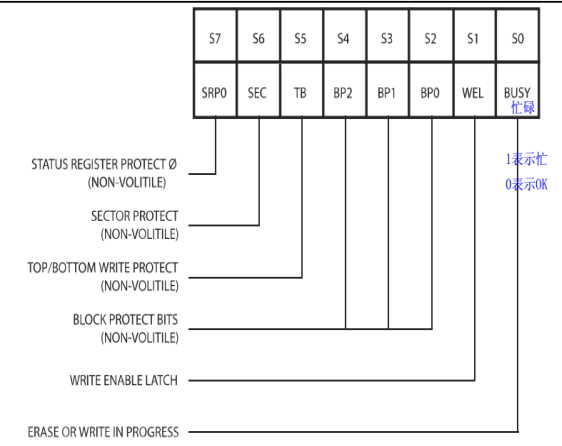 S7 S6 S5 S4 S3 S2 S1 S0
SRP0 SEC TB BP2 BP1 BP0 WEL BUSY
忙碌
1表示忙
0表示OK
STATUS REGISTER PROTECT Ø
(NON-VOLITILE)
SECTOR PROTECT
(NON-VOLITILE)
TOP/BOTTOM WRITE PROTECT
(NON-VOLITILE)
BLOCK PROTECT BITS
(NON-VOLITILE)
WRITE ENABLE LATCH
ERASE OR WRITE IN PROGRESS